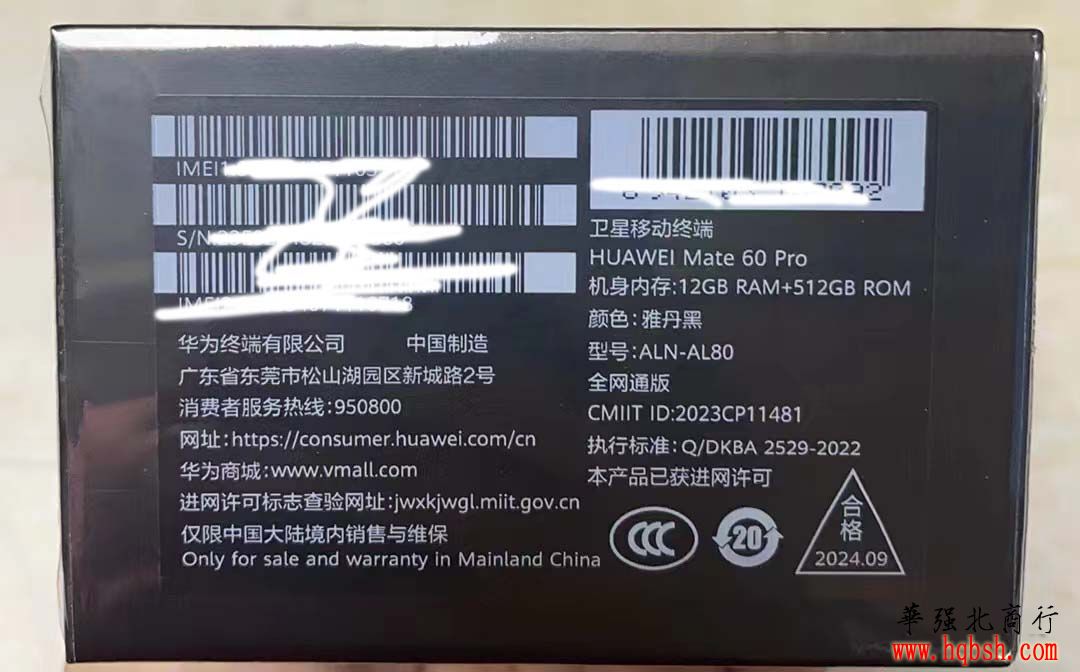 IMEI1
S/N:
卫星移动终端
HUAWEI Mate 60 Pro
机身内存:12GB RAM+512GB ROM
颜色:雅丹黑
型号:ALN-AL80
全网通版
CMIIT ID:2023CP11481
执行标准:Q/DKBA 2529-2022
本产品已获进网许可
华为终端有限公司 中国制造
广东省东莞市松山湖园区新城路2号
消费者服务热线:950800
网址:https://consumer.huawei.com/cn
华为商城:www.vmall.com
进网许可标志查验网址:jwxkjwgl.miit.gov.cn
仅限中国大陆境内销售与维保
Only for sale and warranty in Mainland China
CCC
20
合格
2024.09
華强北商行
www.hqbsh.com